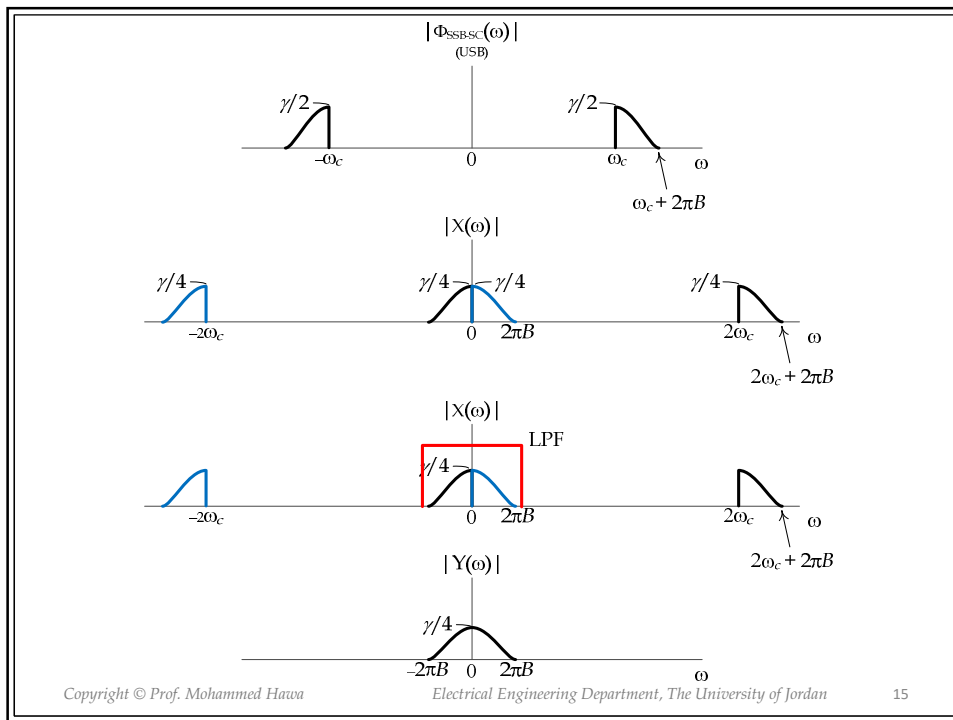 |Φ_SSB-SC(ω)|
(USB)
γ/2 γ/2
−ω_c 0 ω_c ω
ω_c + 2πB
|X(ω)|
γ/4 γ/4 γ/4 γ/4
−2ω_c 0 2πB 2ω_c ω
2ω_c + 2πB
|X(ω)|
LPF
γ/4
−2ω_c 0 2πB 2ω_c ω
2ω_c + 2πB
|Y(ω)|
γ/4
−2πB 0 2πB ω
Copyright © Prof. Mohammed Hawa Electrical Engineering Department, The University of Jordan 15